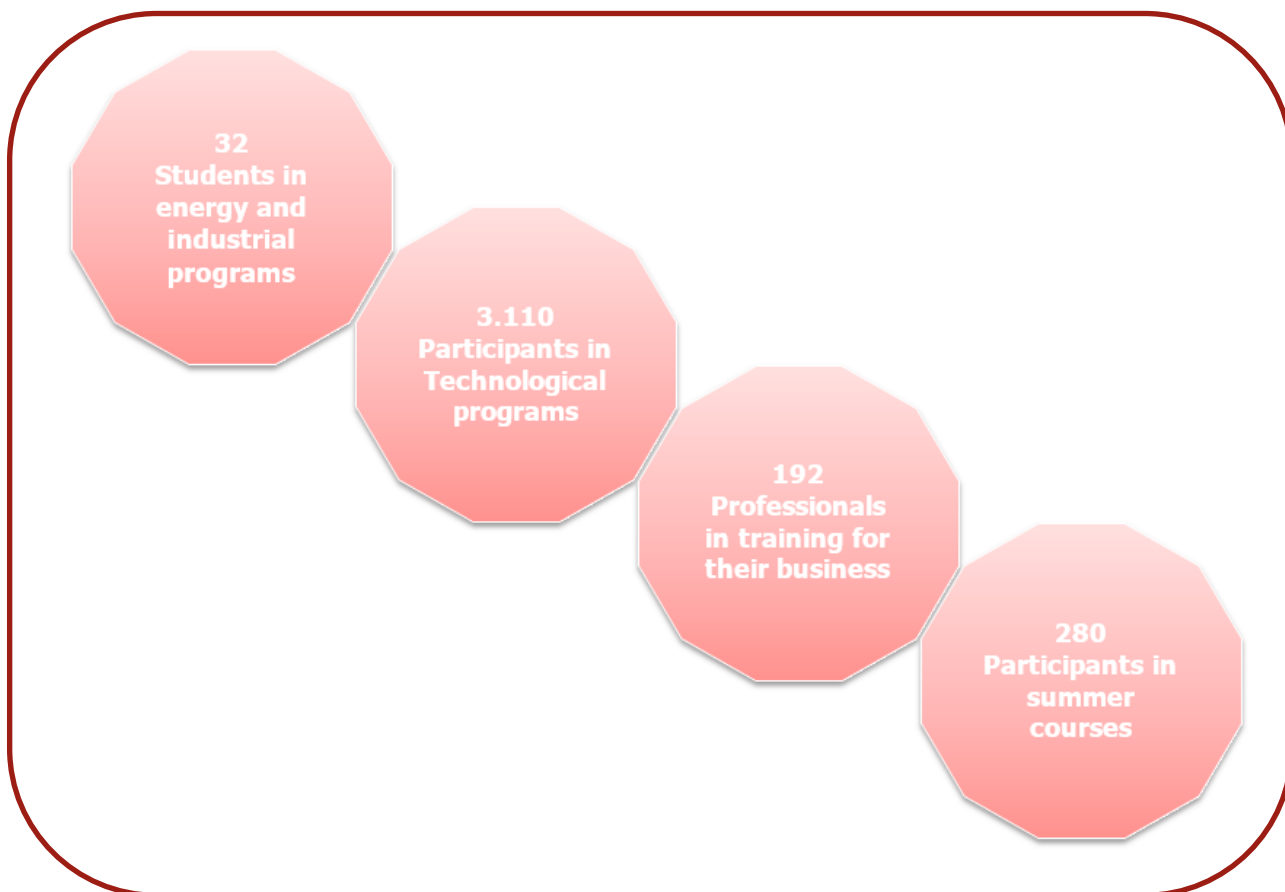 32
Students in
energy and
industrial
programs
3.110
Participants in
Technological
programs
192
Professionals
in training for
their business
280
Participants in
summer
courses